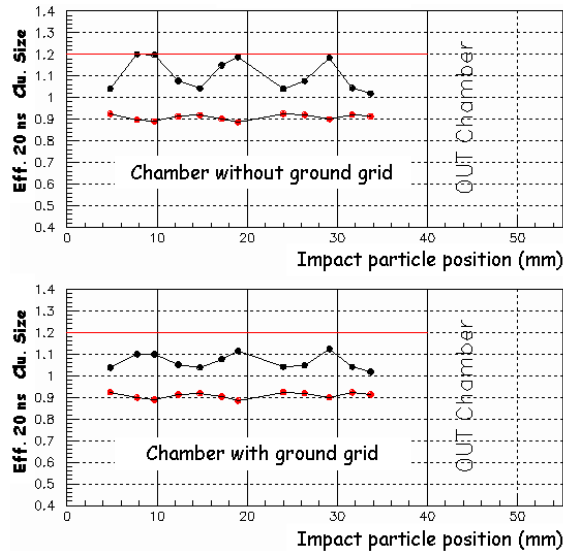 1.4
1.3
1.2
1.1
1
0.9
0.8
0.7
0.6
0.5
0.4
Eff. 20 ns Clu. Size
OUT Chamber
Chamber without ground grid
0 10 20 30 40 50
Impact particle position (mm)
1.4
1.3
1.2
1.1
1
0.9
0.8
0.7
0.6
0.5
0.4
Eff. 20 ns Clu. Size
OUT Chamber
Chamber with ground grid
0 10 20 30 40 50
Impact particle position (mm)